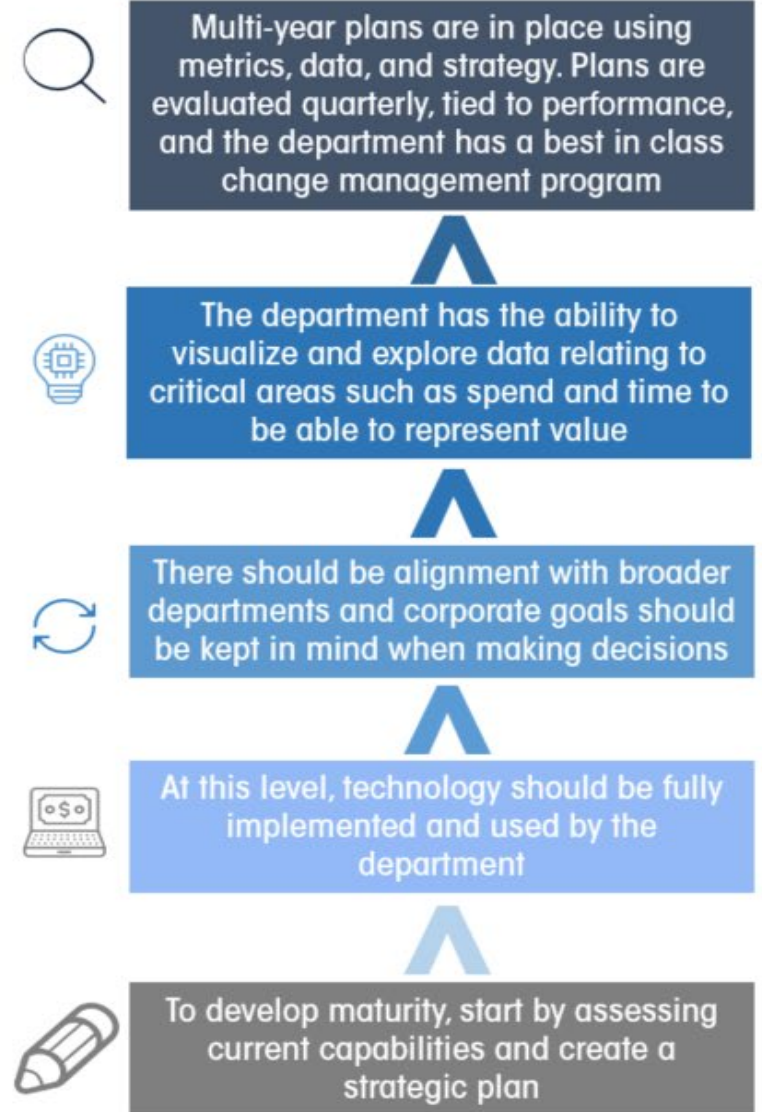 Multi-year plans are in place using
metrics, data, and strategy. Plans are
evaluated quarterly, tied to performance,
and the department has a best in class
change management program
The department has the ability to
visualize and explore data relating to
critical areas such as spend and time to
be able to represent value
There should be alignment with broader
departments and corporate goals should
be kept in mind when making decisions
At this level, technology should be fully
implemented and used by the
department
To develop maturity, start by assessing
current capabilities and create a
strategic plan